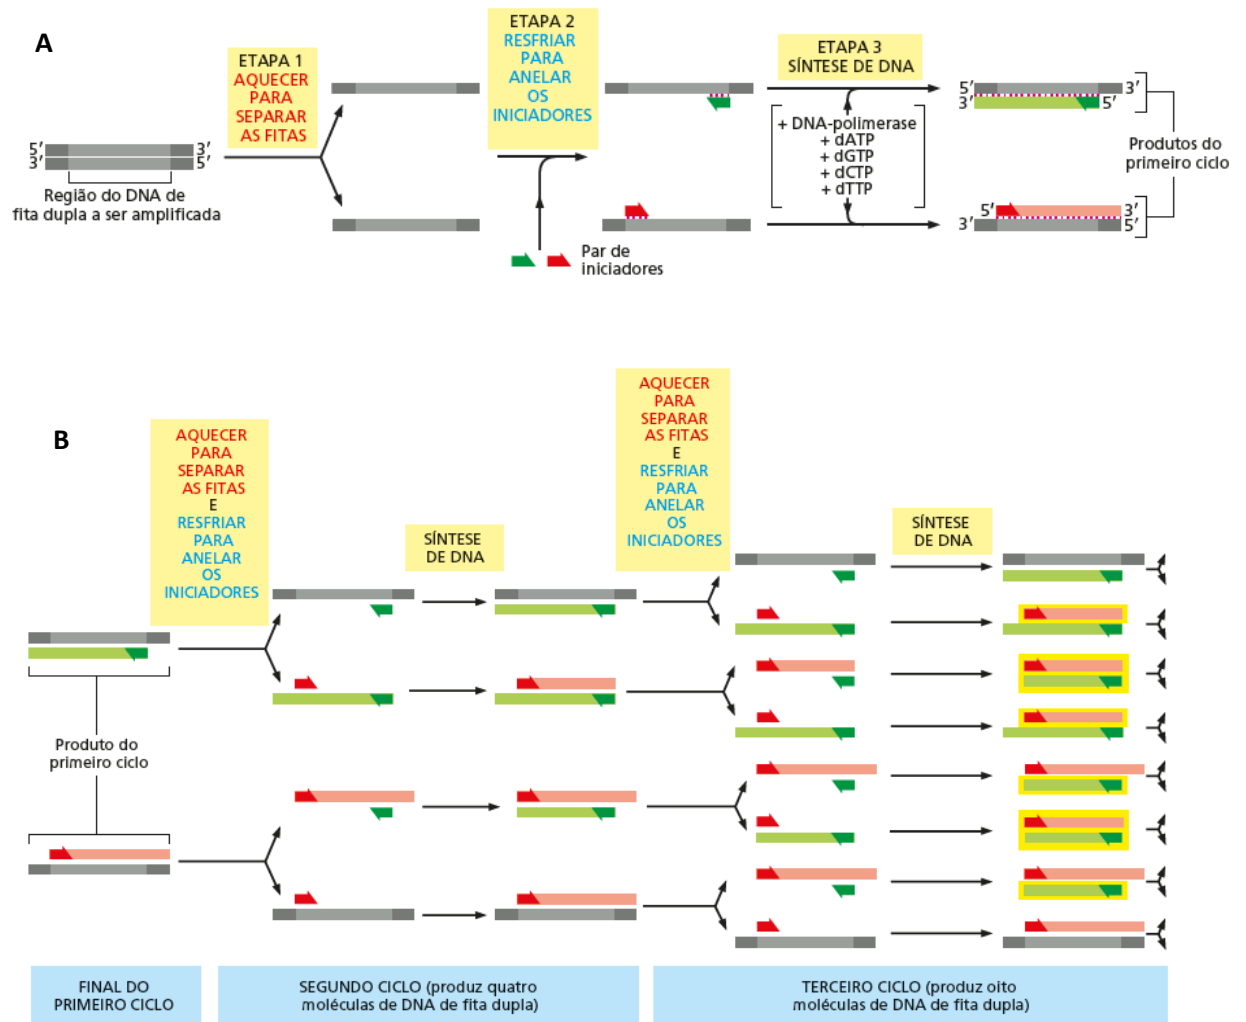 A
ETAPA 1
AQUECER
PARA
SEPARAR
AS FITAS
ETAPA 2
RESFRIAR
PARA
ANELAR
OS
INICIADORES
ETAPA 3
SÍNTESE DE DNA
5′ 3′
3′ 5′
Região do DNA de
fita dupla a ser amplificada
Par de
iniciadores
+ DNA-polimerase
+ dATP
+ dGTP
+ dCTP
+ dTTP
5′ 3′
3′ 5′
5′ 3′
3′ 5′
Produtos do
primeiro ciclo
B
AQUECER
PARA
SEPARAR
AS FITAS
E
RESFRIAR
PARA
ANELAR
OS
INICIADORES
SÍNTESE
DE DNA
AQUECER
PARA
SEPARAR
AS FITAS
E
RESFRIAR
PARA
ANELAR
OS
INICIADORES
SÍNTESE
DE DNA
Produto do
primeiro ciclo
FINAL DO
PRIMEIRO CICLO
SEGUNDO CICLO (produz quatro
moléculas de DNA de fita dupla)
TERCEIRO CICLO (produz oito
moléculas de DNA de fita dupla)